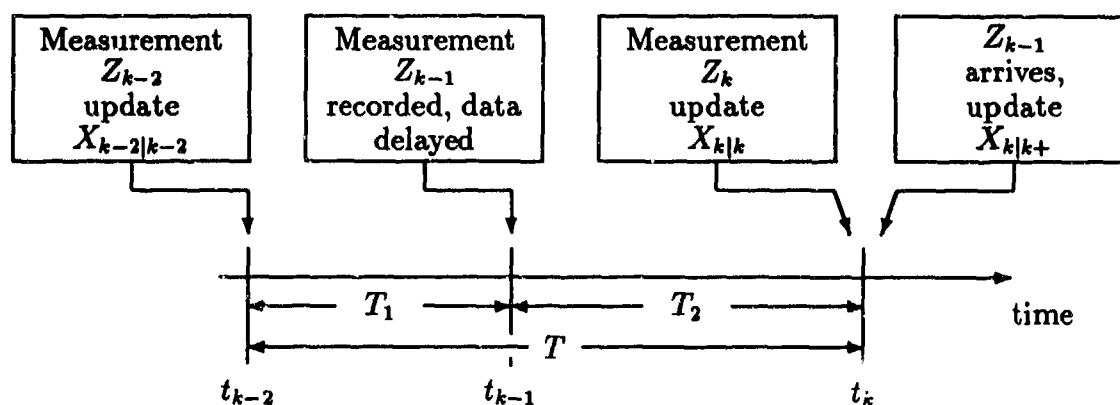 Measurement
Z_{k-2}
update
X_{k-2|k-2}
Measurement
Z_{k-1}
recorded, data
delayed
Measurement
Z_k
update
X_{k|k}
Z_{k-1}
arrives,
update
X_{k|k+}
T_1
T_2
time
T
t_{k-2}
t_{k-1}
t_k